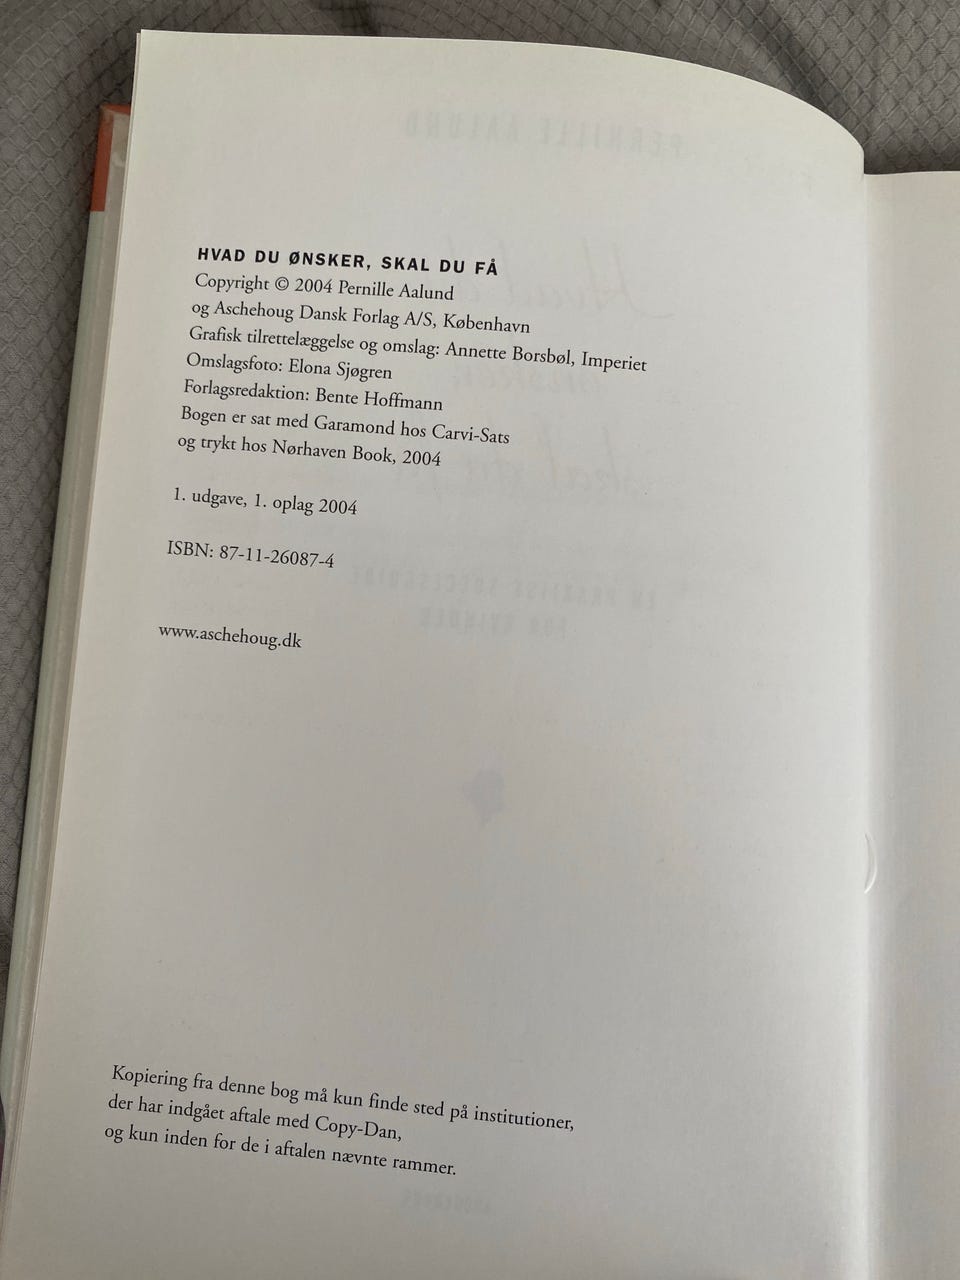 HVAD DU ØNSKER, SKAL DU FÅ
Copyright © 2004 Pernille Aalund
og Aschehoug Dansk Forlag A/S, København
Grafisk tilrettelæggelse og omslag: Annette Borsbøl, Imperiet
Omslagsfoto: Elona Sjøgren
Forlagsredaktion: Bente Hoffmann
Bogen er sat med Garamond hos Carvi-Sats
og trykt hos Nørhaven Book, 2004
1. udgave, 1. oplag 2004
ISBN: 87-11-26087-4
www.aschehoug.dk
Kopiering fra denne bog må kun finde sted på institutioner,
der har indgået aftale med Copy-Dan,
og kun inden for de i aftalen nævnte rammer.